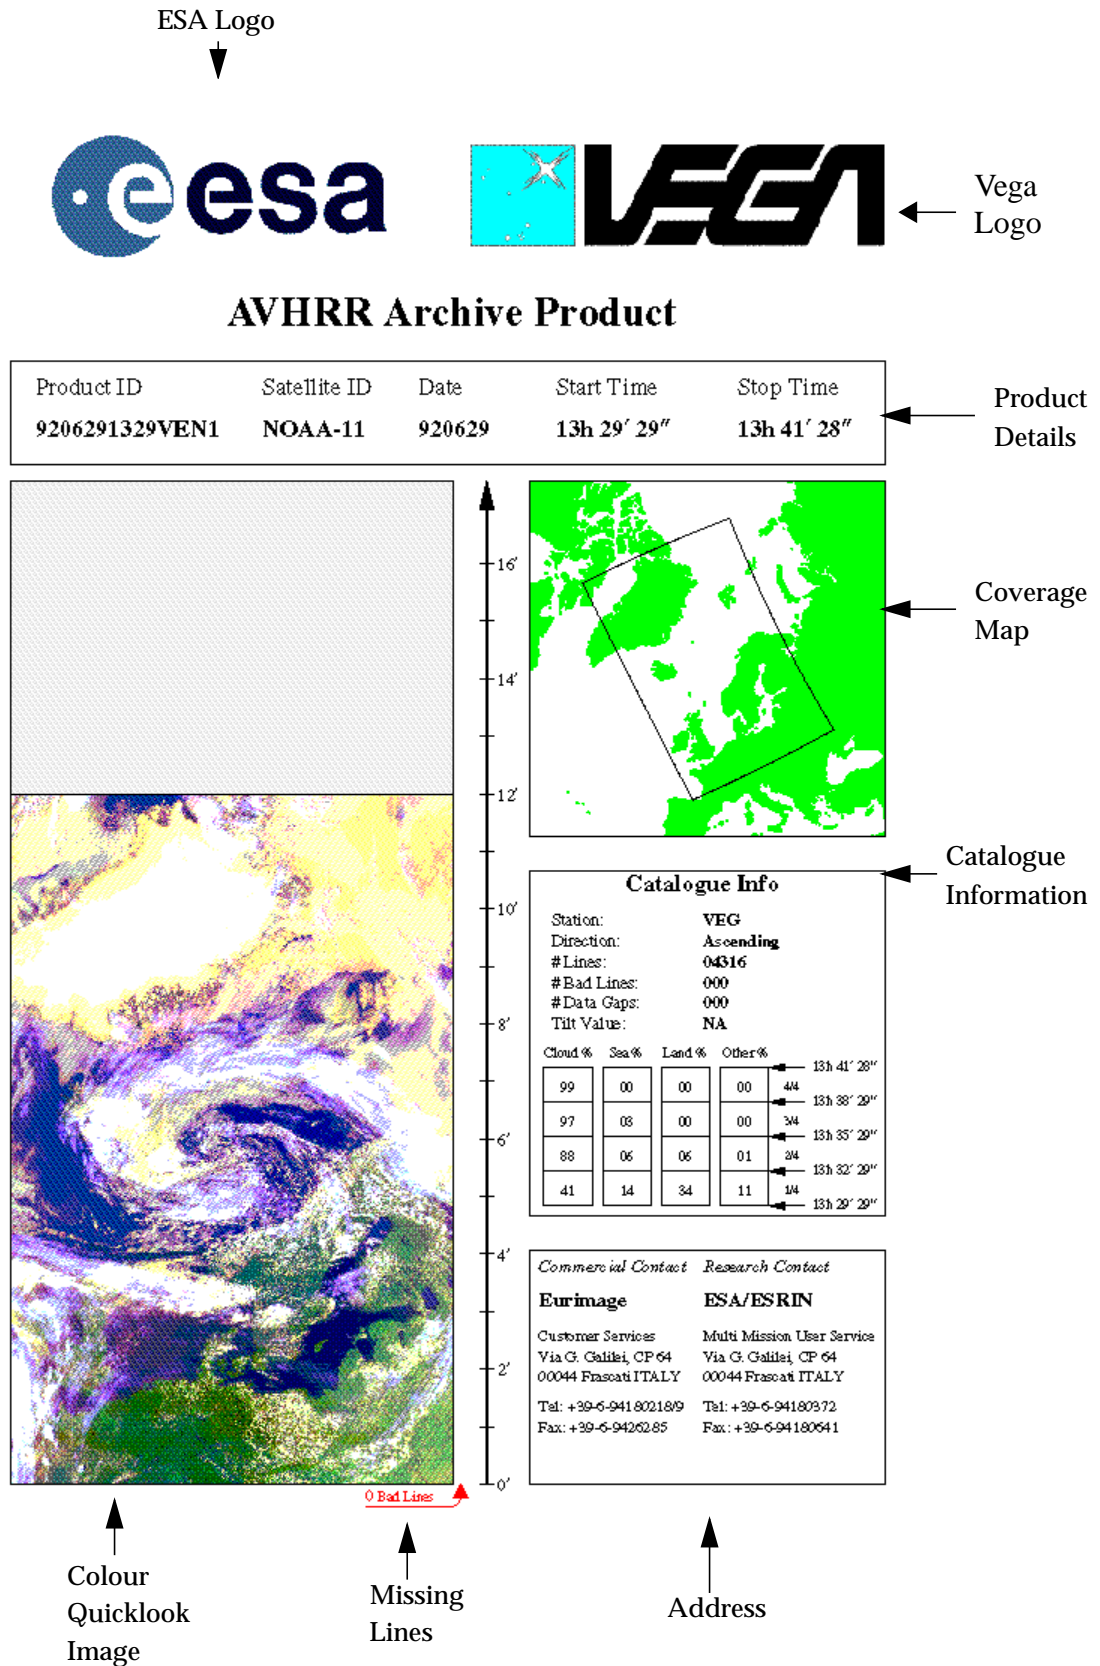 ESA Logo
esa
VEGA
Vega
Logo
AVHRR Archive Product
Product ID Satellite ID Date Start Time Stop Time
9206291329VEN1 NOAA-11 920629 13h 29′ 29″ 13h 41′ 28″
Product
Details
16′
14′
12′
10′
8′
6′
4′
2′
0′
Coverage
Map
Catalogue
Information
Catalogue Info
Station: VEG
Direction: Ascending
#Lines: 04316
#Bad Lines: 000
#Data Gaps: 000
Tilt Value: NA
Cloud % Sea % Land % Other %
13h 41′ 28″
99 00 00 00 4/4
13h 38′ 29″
97 03 00 00 3/4
13h 35′ 29″
88 06 06 01 2/4
13h 32′ 29″
41 14 34 11 1/4
13h 29′ 29″
Commercial Contact Research Contact
Eurimage ESA/ESRIN
Customer Services Multi Mission User Service
Via G. Galilei, CP 64 Via G. Galilei, CP 64
00044 Frascati ITALY 00044 Frascati ITALY
Tel: +39-6-94180218/9 Tel: +39-6-94180372
Fax: +39-6-9426285 Fax: +39-6-94180641
0 Bad Lines
Colour
Quicklook
Image
Missing
Lines
Address